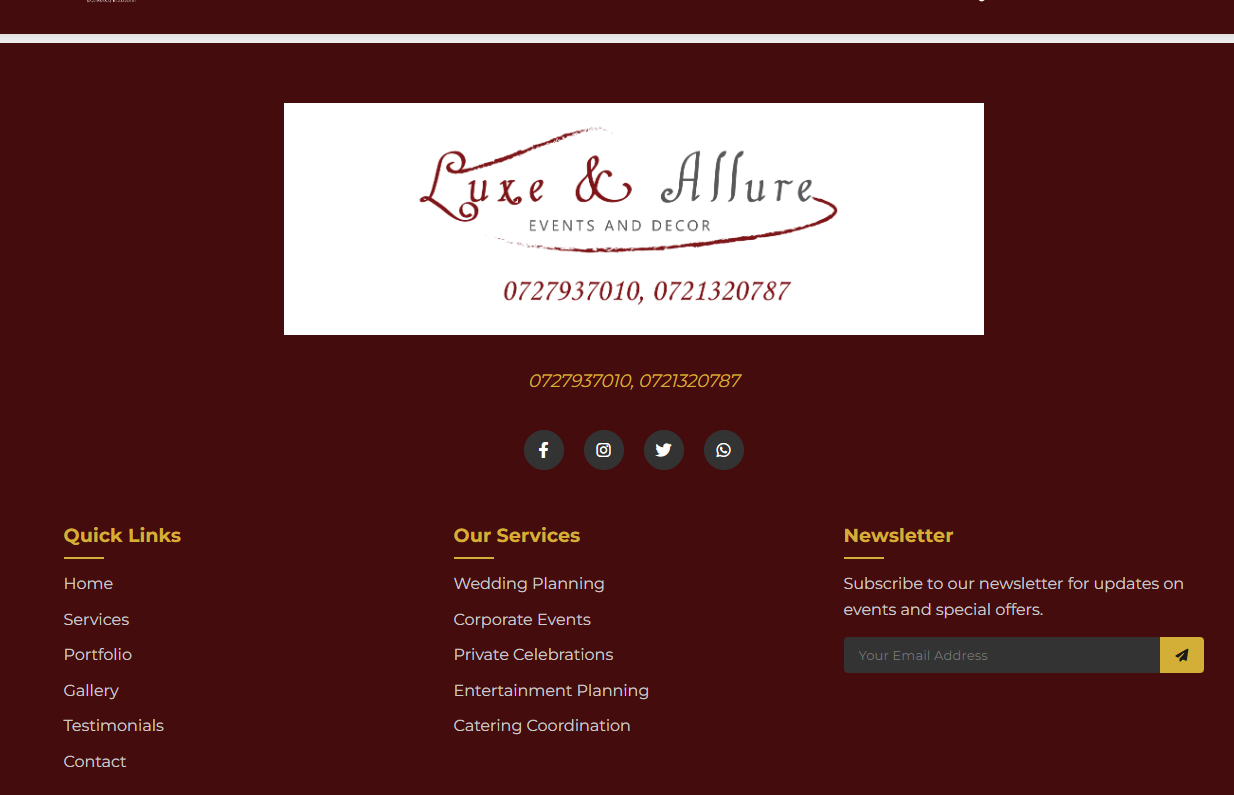 Luxe & Allure
EVENTS AND DECOR
0727937010, 0721320787
0727937010, 0721320787
Quick Links
Home
Services
Portfolio
Gallery
Testimonials
Contact
Our Services
Wedding Planning
Corporate Events
Private Celebrations
Entertainment Planning
Catering Coordination
Newsletter
Subscribe to our newsletter for updates on
events and special offers.
Your Email Address